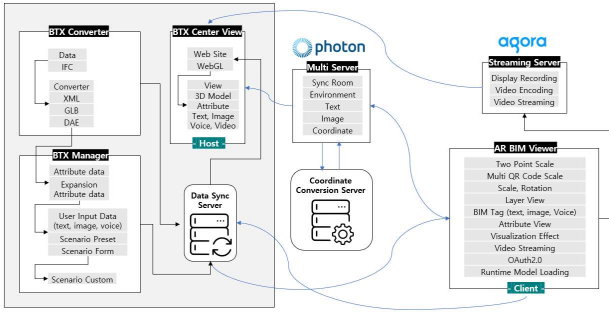 BTX Converter
Data
IFC
Converter
XML
GLB
DAE
BTX Manager
Attribute data
Expansion
Attribute data
User Input Data
(text, image, voice)
Scenario Preset
Scenario Form
Scenario Custom
BTX Center View
Web Site
WebGL
View
3D Model
Attribute
Text, Image
Voice, Video
- Host -
Data Sync
Server
photon
Multi Server
Sync Room
Environment
Text
Image
Coordinate
Coordinate
Conversion Server
agora
Streaming Server
Display Recording
Video Encoding
Video Streaming
AR BIM Viewer
Two Point Scale
Multi QR Code Scale
Scale, Rotation
Layer View
BIM Tag (text, image, Voice)
Attribute View
Visualization Effect
Video Streaming
OAuth2.0
Runtime Model Loading
- Client -